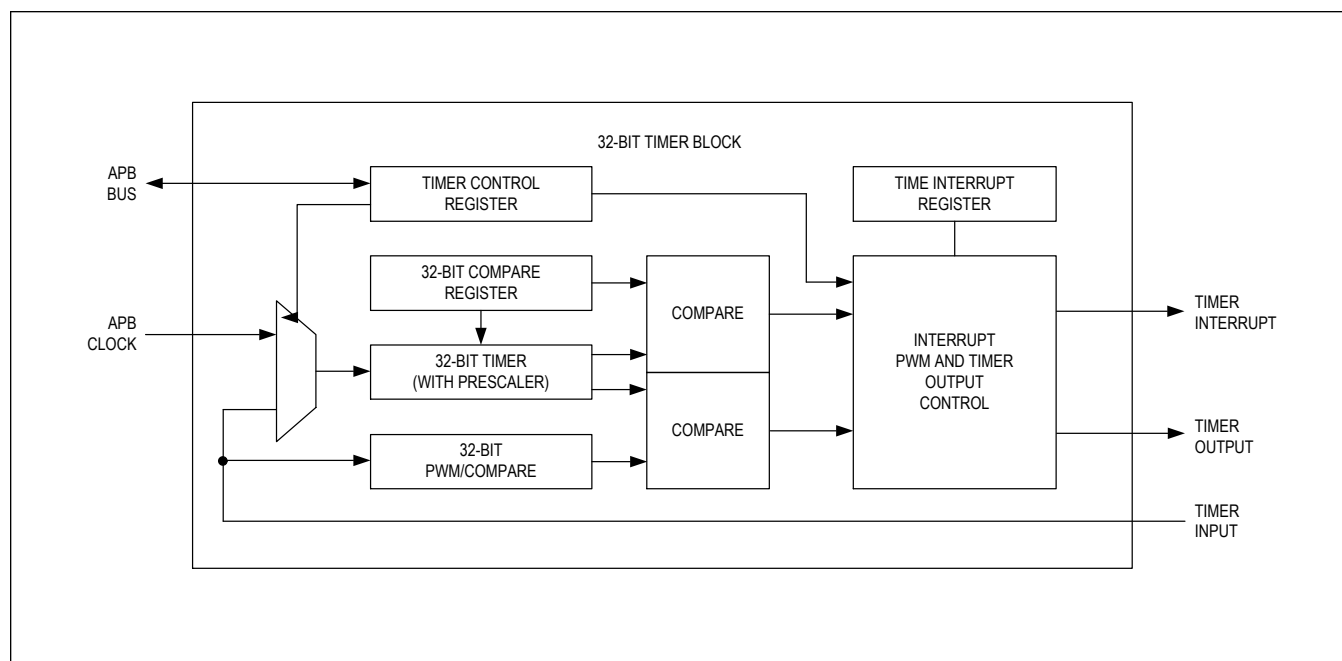 32-BIT TIMER BLOCK
APB
BUS
TIMER CONTROL
REGISTER
TIME INTERRUPT
REGISTER
32-BIT COMPARE
REGISTER
COMPARE
APB
CLOCK
32-BIT TIMER
(WITH PRESCALER)
INTERRUPT
PWM AND TIMER
OUTPUT
CONTROL
TIMER
INTERRUPT
32-BIT
PWM/COMPARE
COMPARE
TIMER
OUTPUT
TIMER
INPUT